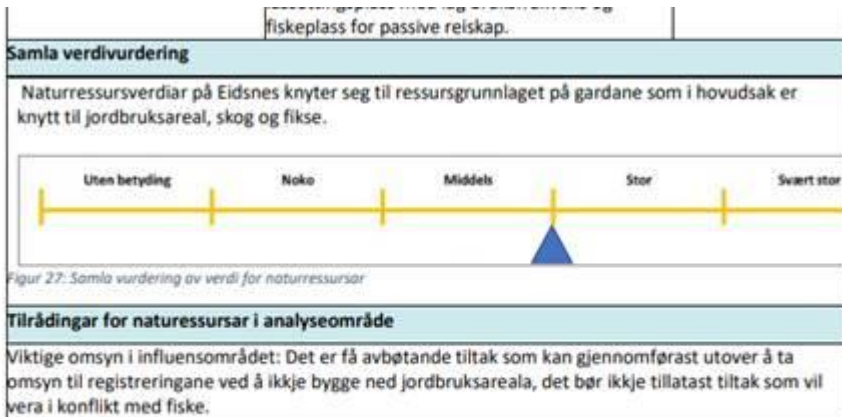 fiskeplass for passive reiskap.
Samla verdivurdering
Naturressursverdiar på Eidsnes knyter seg til ressursgrunnlaget på gardane som i hovudsak er
knytt til jordbruksareal, skog og fikse.
Uten betyding Noko Middels Stor Svært stor
Figur 27: Samla vurdering av verdi for naturressursar
Tilrådingar for naturessursar i analyseområde
Viktige omsyn i influensområdet: Det er få avbøtande tiltak som kan gjennomførast utover å ta
omsyn til registreringane ved å ikkje bygge ned jordbruksareala, det bør ikkje tillatast tiltak som vil
vera i konflikt med fiske.